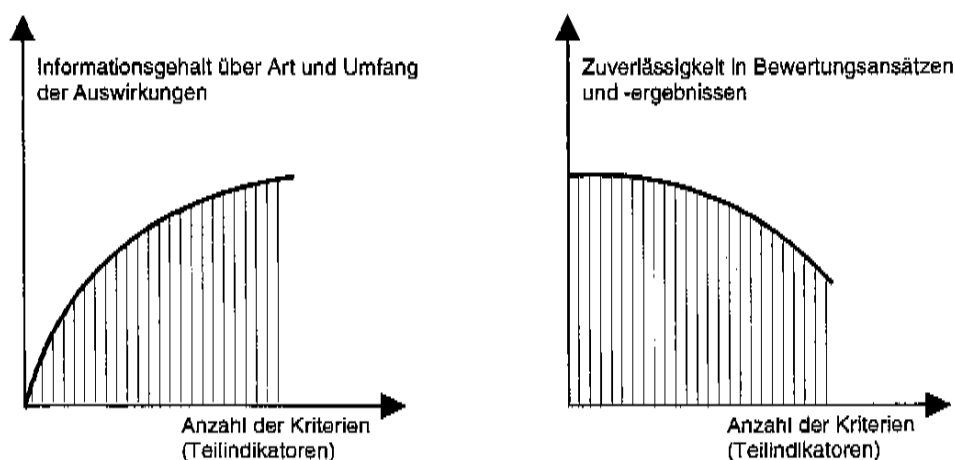 Informationsgehalt über Art und Umfang
der Auswirkungen
Anzahl der Kriterien
(Teilindikatoren)
Zuverlässigkeit in Bewertungsansätzen
und -ergebnissen
Anzahl der Kriterien
(Teilindikatoren)